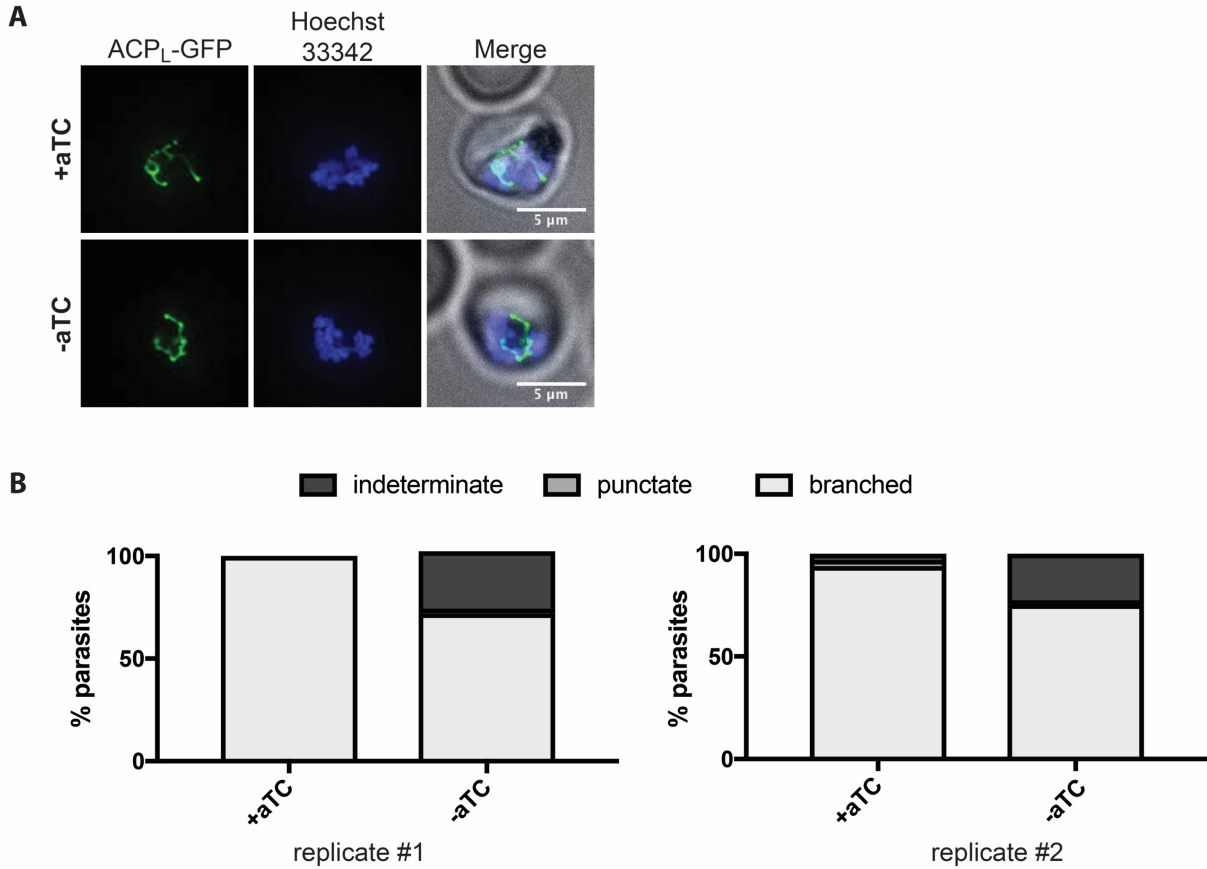 A
ACPL-GFP
Hoechst
33342
Merge
+aTC
5 µm
-aTC
5 µm
B
indeterminate punctate branched
% parasites
100
50
0
+aTC
-aTC
replicate #1
% parasites
100
50
0
+aTC
-aTC
replicate #2